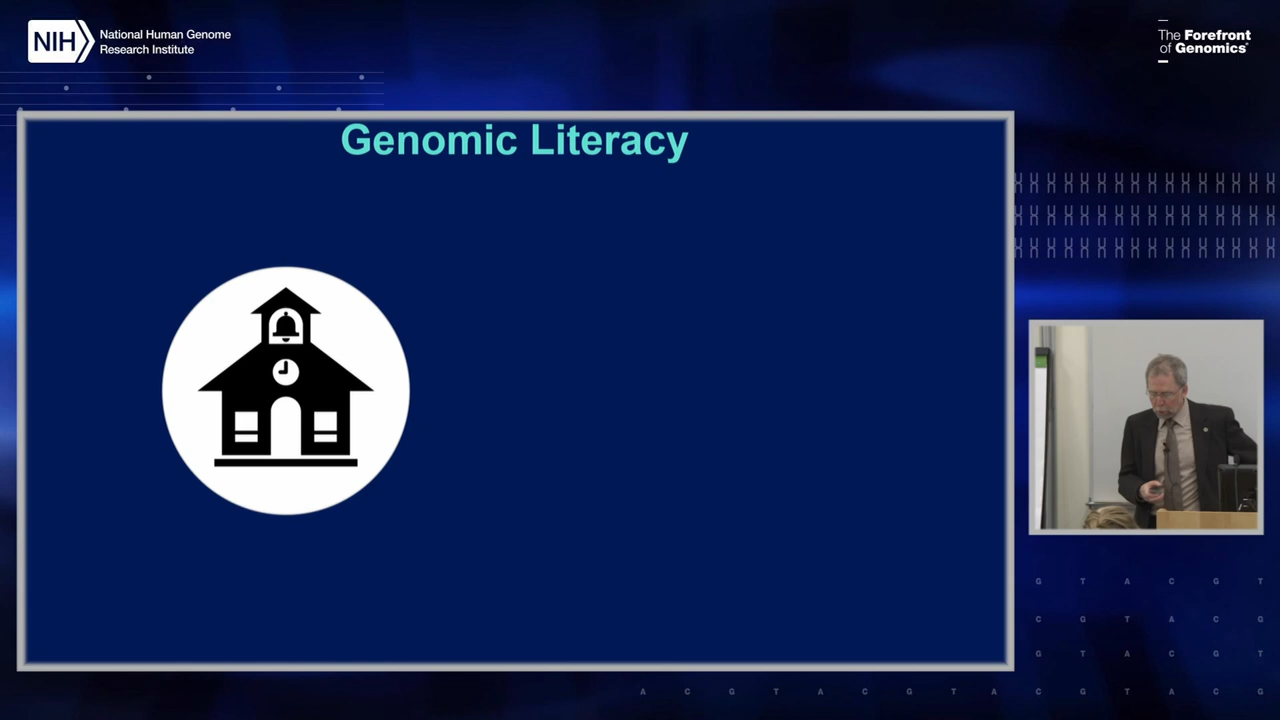 NIH
National Human Genome
Research Institute
The Forefront
of Genomics®
Genomic Literacy
G T A C G T
C G T A C G
G T A C G T
A C G T A C G T A C G T A C G